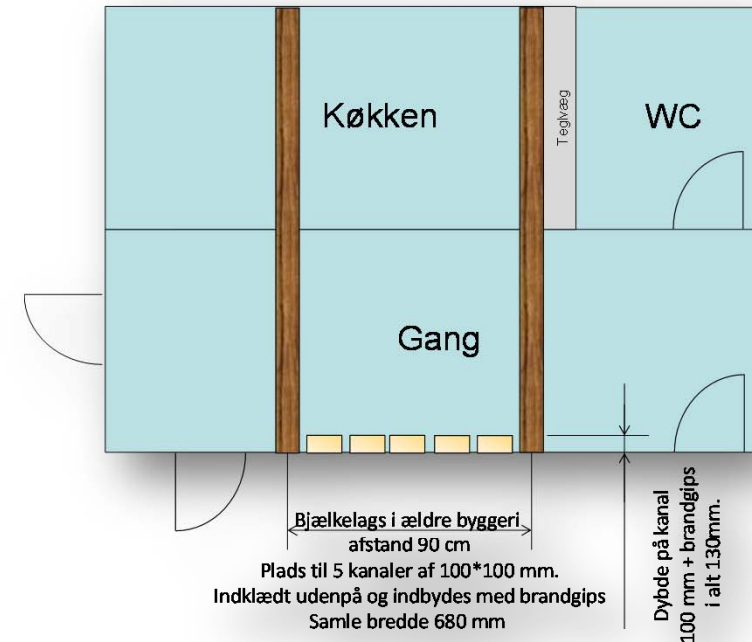 Køkken
Teglvæg
WC
Gang
Bjælkelags i ældre byggeri
afstand 90 cm
Plads til 5 kanaler af 100*100 mm.
Indklædt udenpå og indbydes med brandgips
Samle bredde 680 mm
Dybde på kanal
100 mm + brandgips
i alt 130mm.